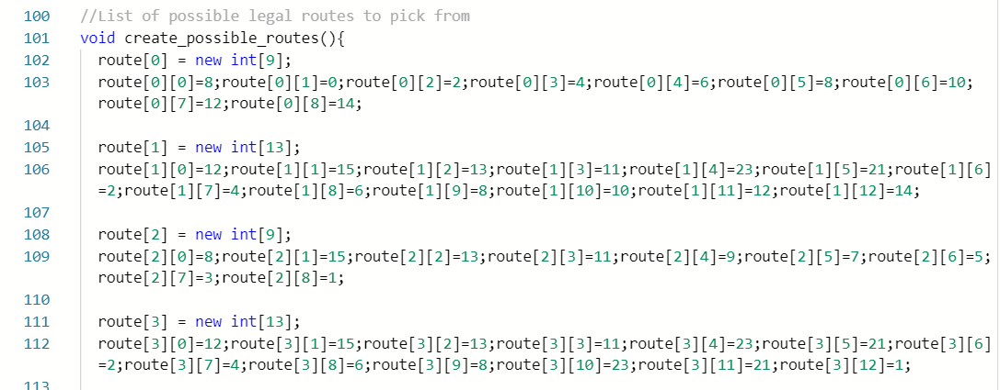 100 //List of possible legal routes to pick from
101 void create_possible_routes(){
102 route[0] = new int[9];
103 route[0][0]=8;route[0][1]=0;route[0][2]=2;route[0][3]=4;route[0][4]=6;route[0][5]=8;route[0][6]=10;
route[0][7]=12;route[0][8]=14;
104
105 route[1] = new int[13];
106 route[1][0]=12;route[1][1]=15;route[1][2]=13;route[1][3]=11;route[1][4]=23;route[1][5]=21;route[1][6]
=2;route[1][7]=4;route[1][8]=6;route[1][9]=8;route[1][10]=10;route[1][11]=12;route[1][12]=14;
107
108 route[2] = new int[9];
109 route[2][0]=8;route[2][1]=15;route[2][2]=13;route[2][3]=11;route[2][4]=9;route[2][5]=7;route[2][6]=5;
route[2][7]=3;route[2][8]=1;
110
111 route[3] = new int[13];
112 route[3][0]=12;route[3][1]=15;route[3][2]=13;route[3][3]=11;route[3][4]=23;route[3][5]=21;route[3][6]
=2;route[3][7]=4;route[3][8]=6;route[3][9]=8;route[3][10]=23;route[3][11]=21;route[3][12]=1;
113